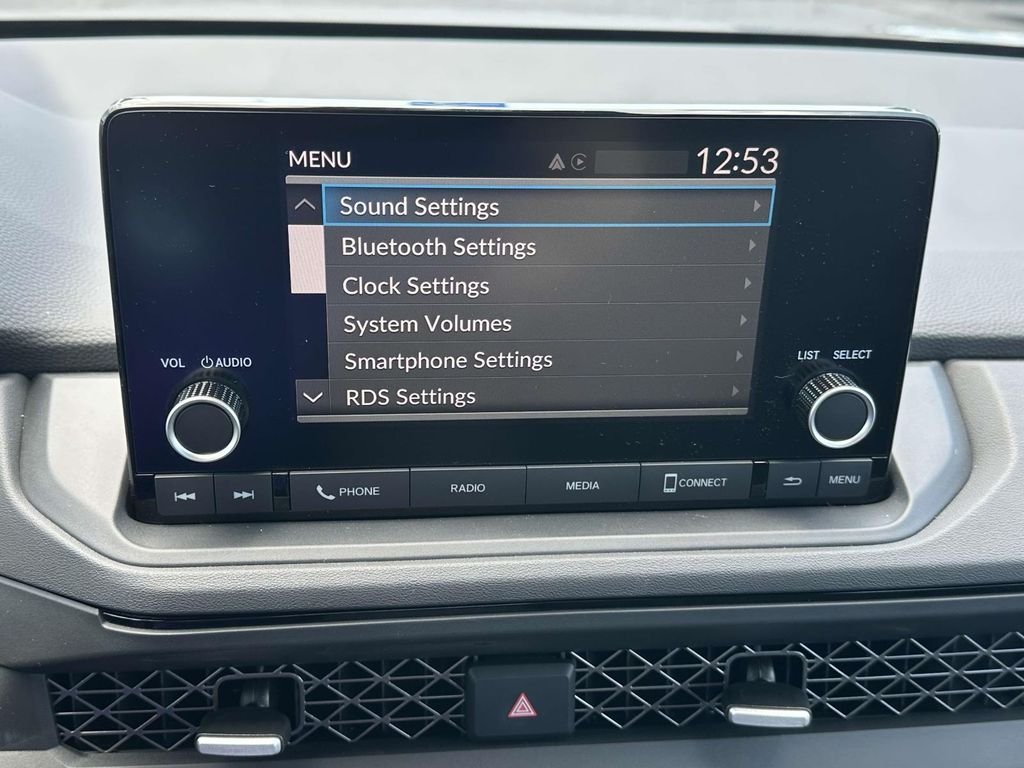 MENU 12:53
Sound Settings
Bluetooth Settings
Clock Settings
System Volumes
Smartphone Settings
RDS Settings
VOL AUDIO
LIST SELECT
PHONE RADIO MEDIA CONNECT MENU